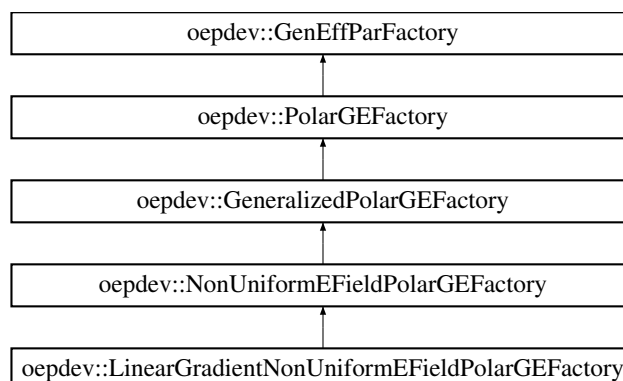 oepdev::GenEffParFactory
oepdev::PolarGEFactory
oepdev::GeneralizedPolarGEFactory
oepdev::NonUniformEFieldPolarGEFactory
oepdev::LinearGradientNonUniformEFieldPolarGEFactory